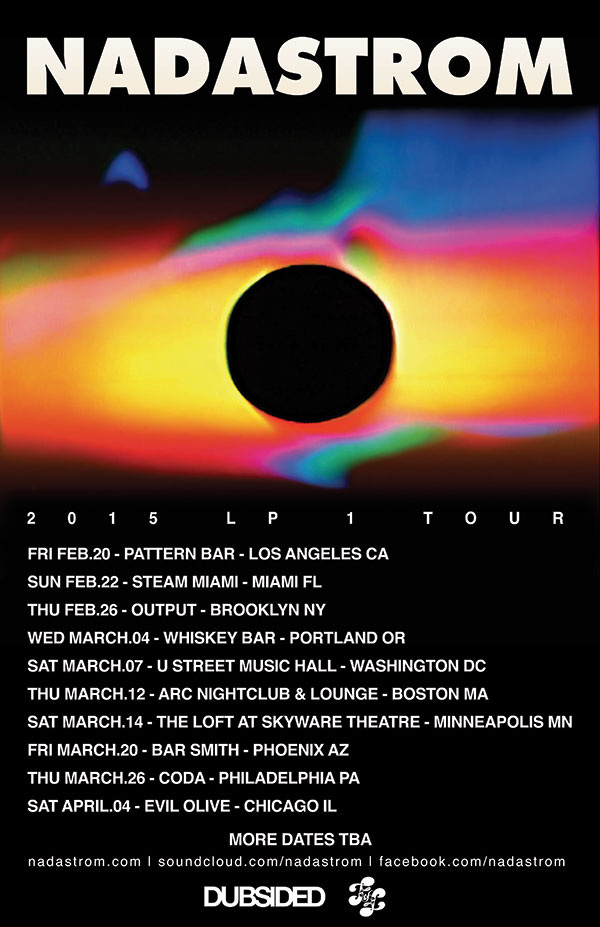 NADASTROM
2015 LP 1 TOUR
FRI FEB.20 - PATTERN BAR - LOS ANGELES CA
SUN FEB.22 - STEAM MIAMI - MIAMI FL
THU FEB.26 - OUTPUT - BROOKLYN NY
WED MARCH.04 - WHISKEY BAR - PORTLAND OR
SAT MARCH.07 - U STREET MUSIC HALL - WASHINGTON DC
THU MARCH.12 - ARC NIGHTCLUB & LOUNGE - BOSTON MA
SAT MARCH.14 - THE LOFT AT SKYWARE THEATRE - MINNEAPOLIS MN
FRI MARCH.20 - BAR SMITH - PHOENIX AZ
THU MARCH.26 - CODA - PHILADELPHIA PA
SAT APRIL.04 - EVIL OLIVE - CHICAGO IL
MORE DATES TBA
nadastrom.com | soundcloud.com/nadastrom | facebook.com/nadastrom
DUBSIDED